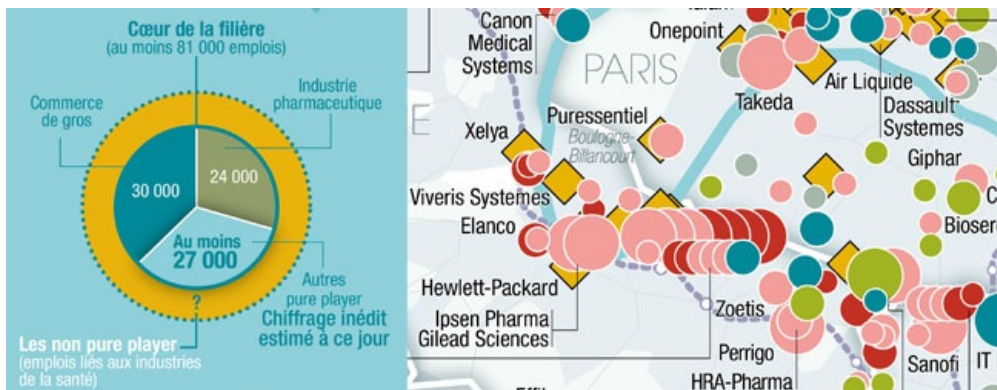 Cœur de la filière
(au moins 81 000 emplois)
Commerce
de gros
Industrie
pharmaceutique
30 000
24 000
Au moins
27 000
?
Autres
pure player
Chiffrage inédit
estimé à ce jour
Les non pure player
(emplois liés aux industries
de la santé)
E
Canon
Medical
Systems
Onepoint
PARIS
Takeda
Air Liquide
Dassault
Systemes
Puressentiel
Boulogne-
Billancourt
Xelya
Giphar
Viveris Systemes
Elanco
Hewlett-Packard
Ipsen Pharma
Gilead Sciences
Zoetis
Perrigo
HRA-Pharma
Sanofi
IT